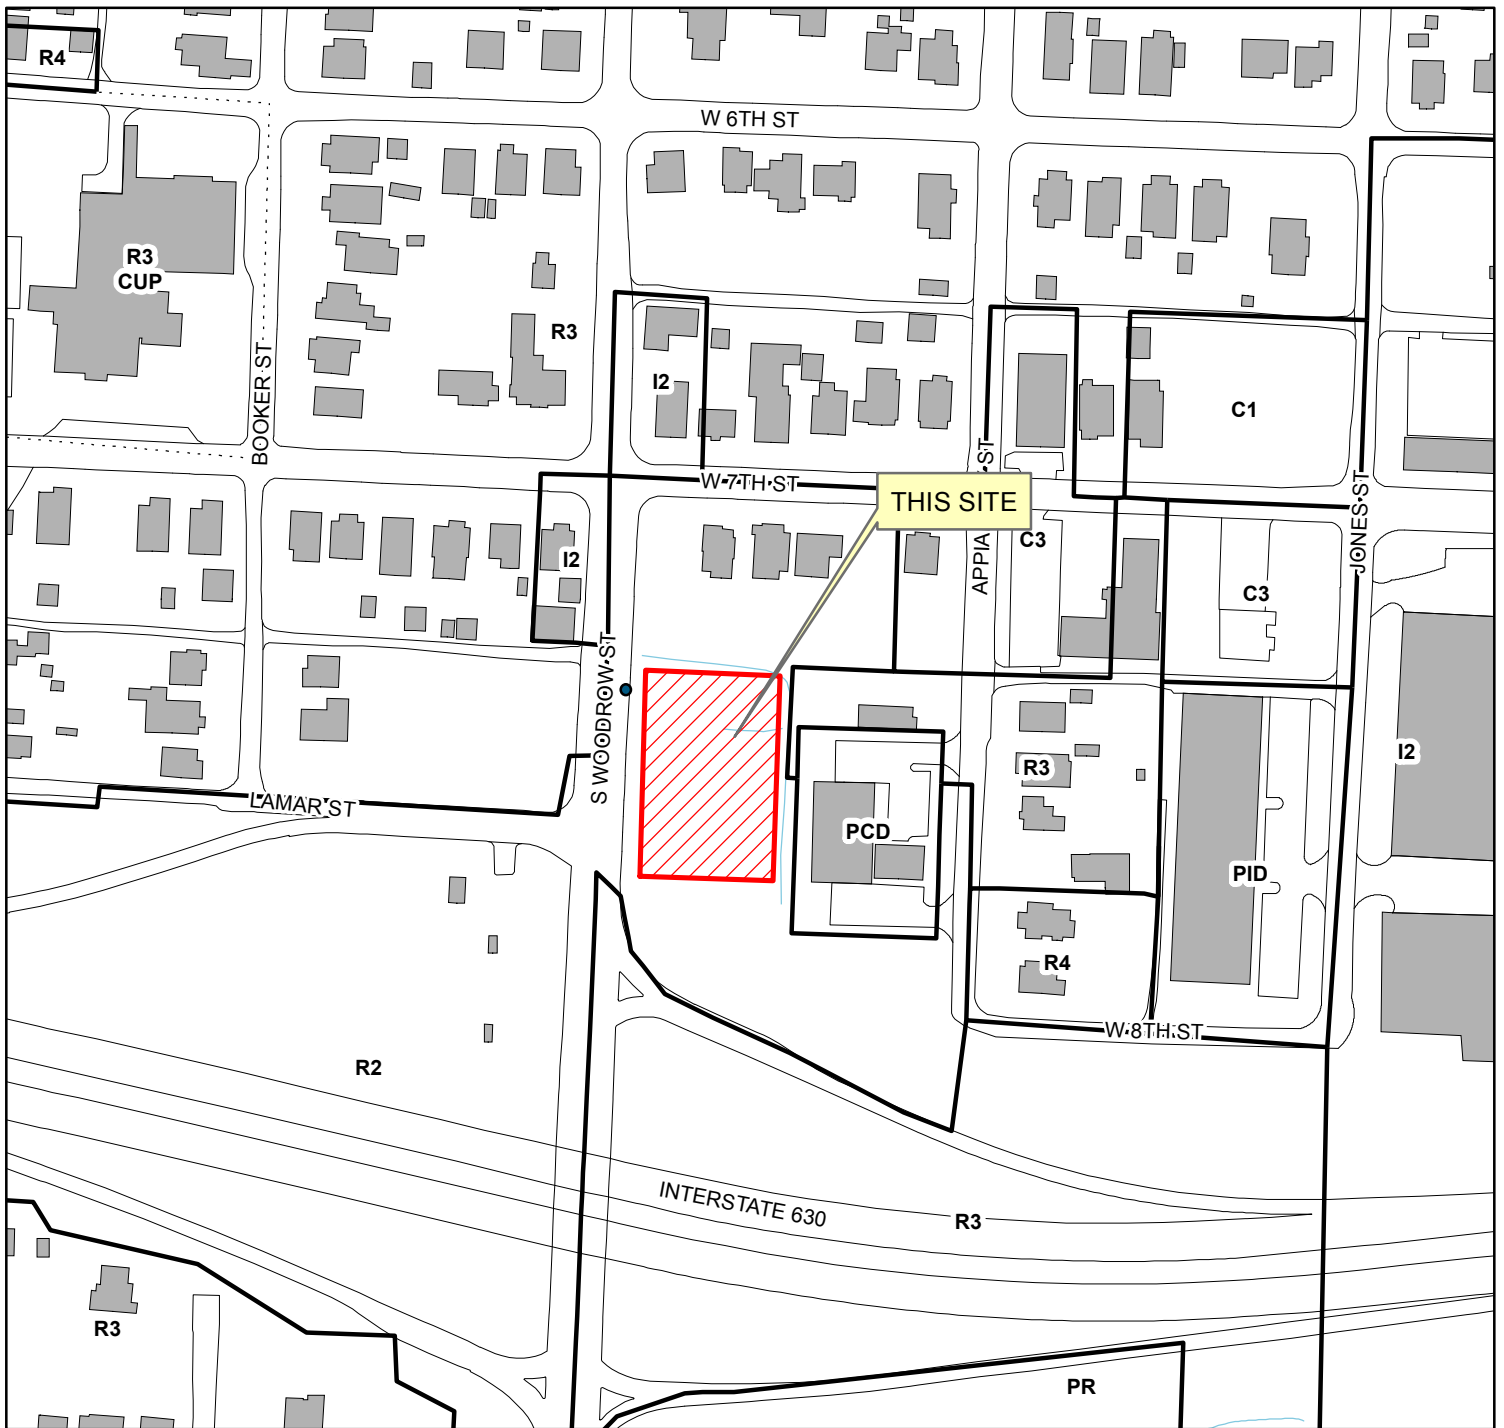 R4
W 6TH ST
R3
CUP
R3
BOOKER ST
I2
C1
W 7TH ST
THIS SITE
APPIA ST
JONES ST
I2
C3
C3
S WOODROW ST
LAMAR ST
R3
I2
PCD
PID
R4
W 8TH ST
R2
INTERSTATE 630
R3
R3
PR